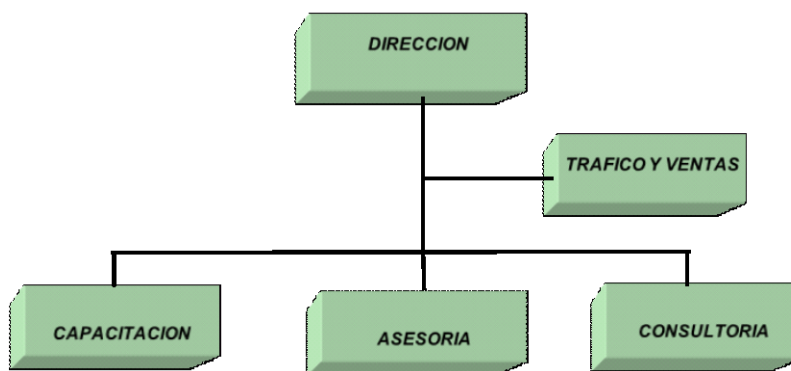 DIRECCION
TRAFICO Y VENTAS
CAPACITACION
ASESORIA
CONSULTORIA